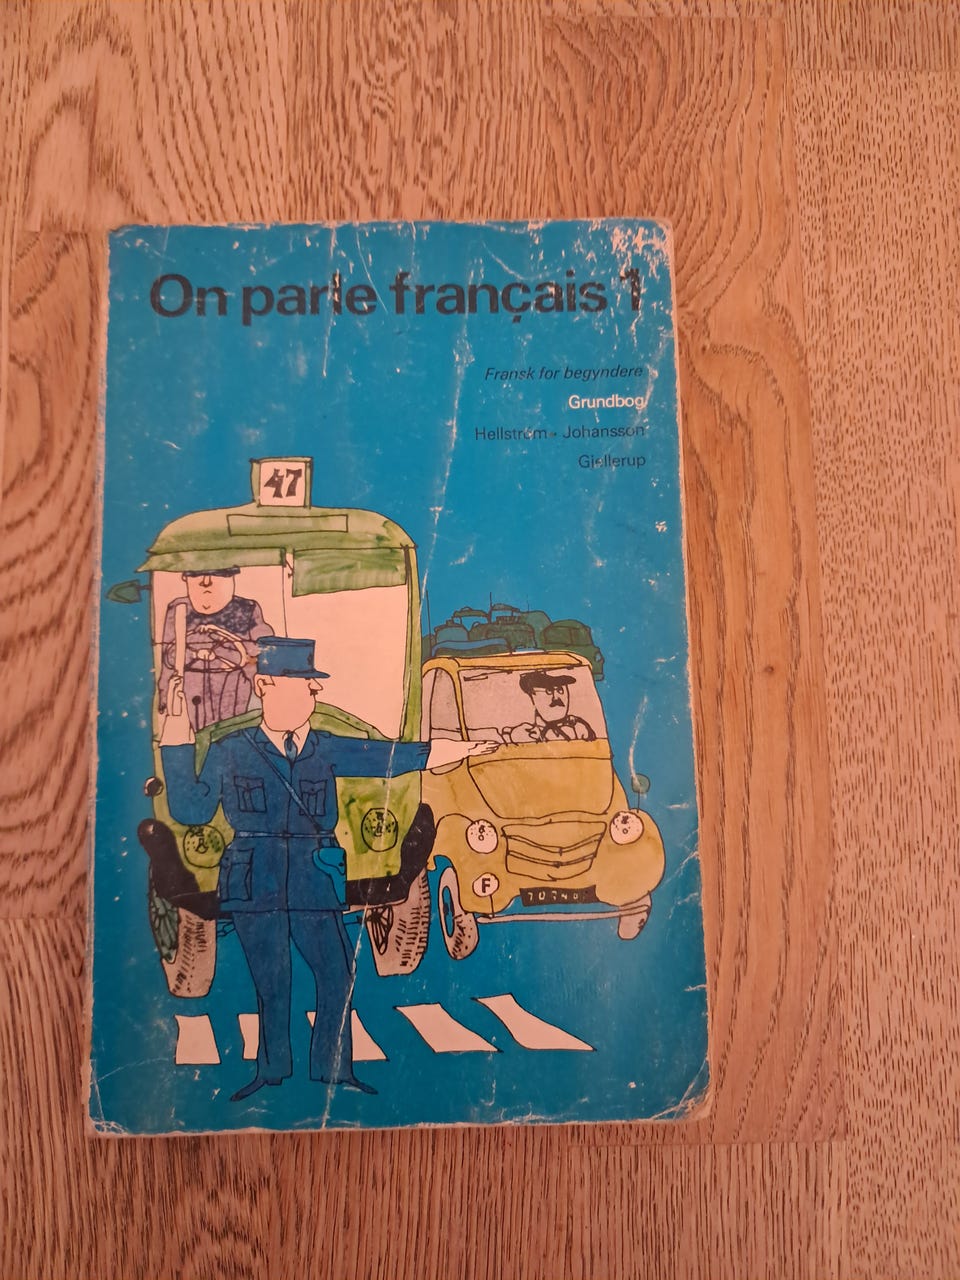 On parle français 1
Fransk for begyndere
Grundbog
Hellström • Johansson
Gjellerup
47
F